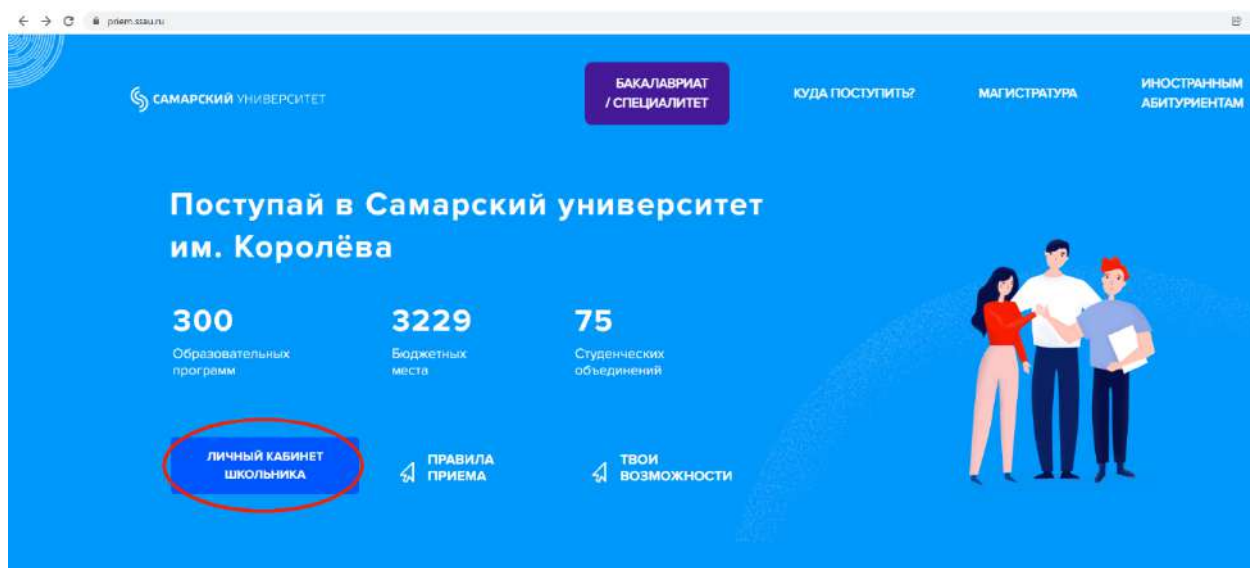 priem.ssau.ru
САМАРСКИЙ УНИВЕРСИТЕТ
БАКАЛАВРИАТ
/ СПЕЦИАЛИТЕТ
КУДА ПОСТУПИТЬ?
МАГИСТРАТУРА
ИНОСТРАННЫМ
АБИТУРИЕНТАМ
Поступай в Самарский университет
им. Королёва
300
Образовательных
программ
3229
Бюджетных
места
75
Студенческих
объединений
ЛИЧНЫЙ КАБИНЕТ
ШКОЛЬНИКА
ПРАВИЛА
ПРИЕМА
ТВОИ
ВОЗМОЖНОСТИ